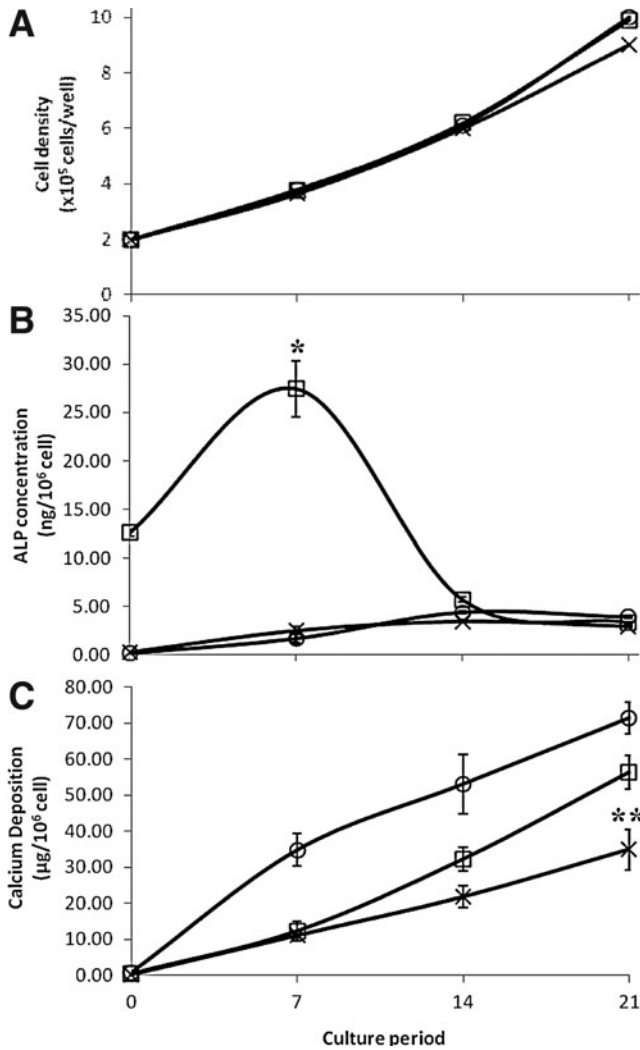 A
Cell density
(x10⁵ cells/well)
10
8
6
4
2
0
B
ALP concentration
(ng/10⁶ cell)
35.00
30.00
25.00
20.00
15.00
10.00
5.00
0.00
*
C
Calcium Deposition
(µg/10⁶ cell)
80.00
70.00
60.00
50.00
40.00
30.00
20.00
10.00
0.00
**
0 7 14 21
Culture period